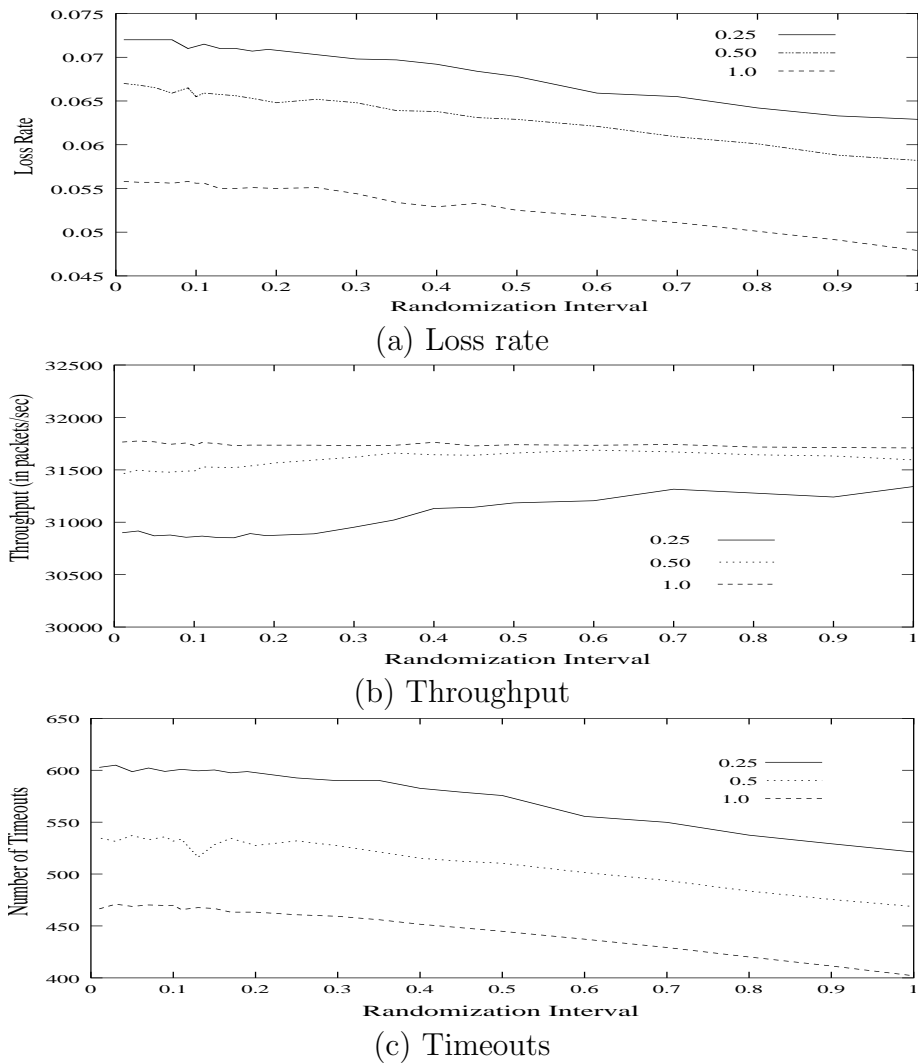 0.075
0.07
0.065
0.06
0.055
0.05
0.045
Loss Rate
0.25
0.50
1.0
0 0.1 0.2 0.3 0.4 0.5 0.6 0.7 0.8 0.9 1
Randomization Interval
(a) Loss rate
32500
32000
31500
31000
30500
30000
Throughput (in packets/sec)
0.25
0.50
1.0
0 0.1 0.2 0.3 0.4 0.5 0.6 0.7 0.8 0.9 1
Randomization Interval
(b) Throughput
650
600
550
500
450
400
Number of Timeouts
0.25
0.5
1.0
0 0.1 0.2 0.3 0.4 0.5 0.6 0.7 0.8 0.9 1
Randomization Interval
(c) Timeouts